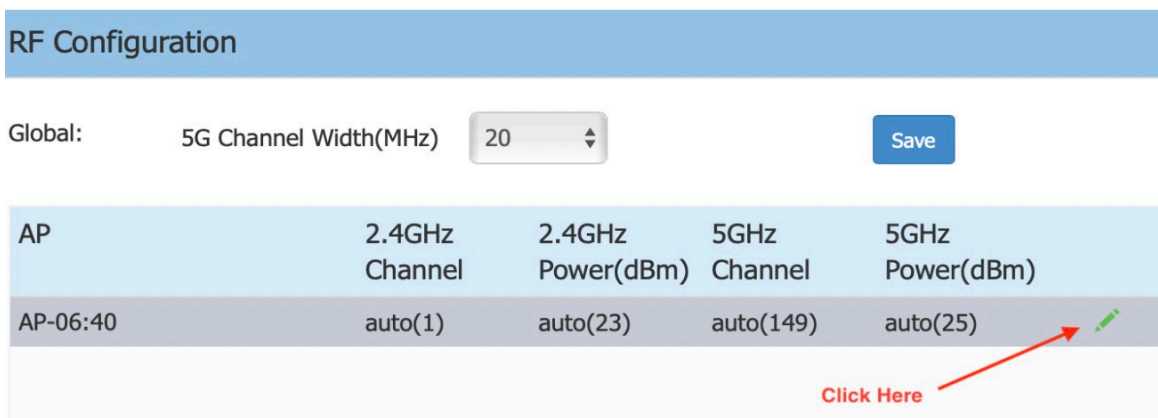 RF Configuration
Global: 5G Channel Width(MHz) 20 Save
AP 2.4GHz Channel 2.4GHz Power(dBm) 5GHz Channel 5GHz Power(dBm)
AP-06:40 auto(1) auto(23) auto(149) auto(25)
Click Here